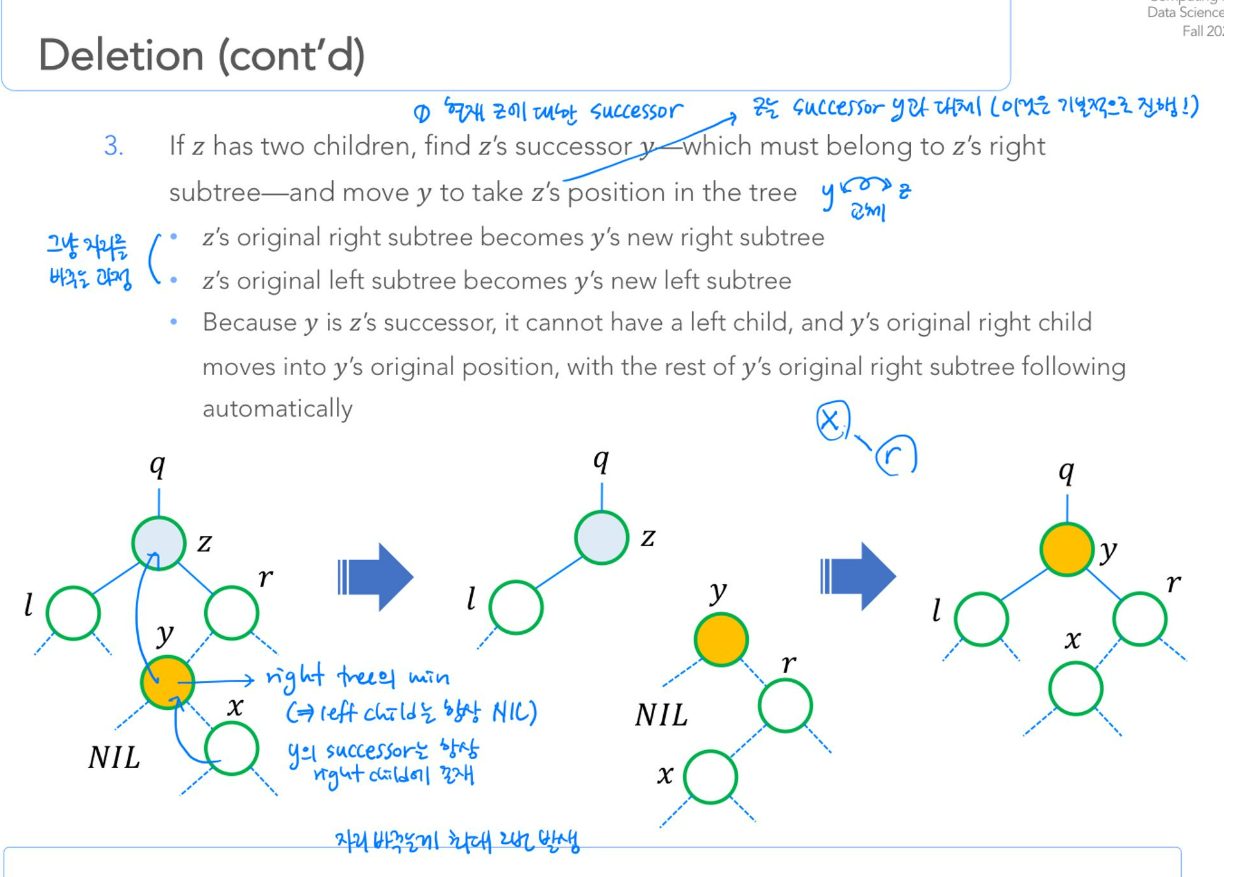 Data Science
Fall 202
Deletion (cont'd)
① 현재 z에 대한 successor
z는 successor y과 대체 (이것은 기본적으로 진행!)
3. If z has two children, find z's successor y—which must belong to z's right
subtree—and move y to take z's position in the tree
y z
교체
그냥 자리를
바꾸는 과정
• z's original right subtree becomes y's new right subtree
• z's original left subtree becomes y's new left subtree
• Because y is z's successor, it cannot have a left child, and y's original right child
moves into y's original position, with the rest of y's original right subtree following
automatically
x
r
q
z
l
r
y
x
NIL
right tree의 min
(⇒ left child는 항상 NIL)
y의 successor는 항상
right child에 존재
자리 바꾸는게 최대 2번 발생
q
z
l
y
r
NIL
x
q
y
l
r
x